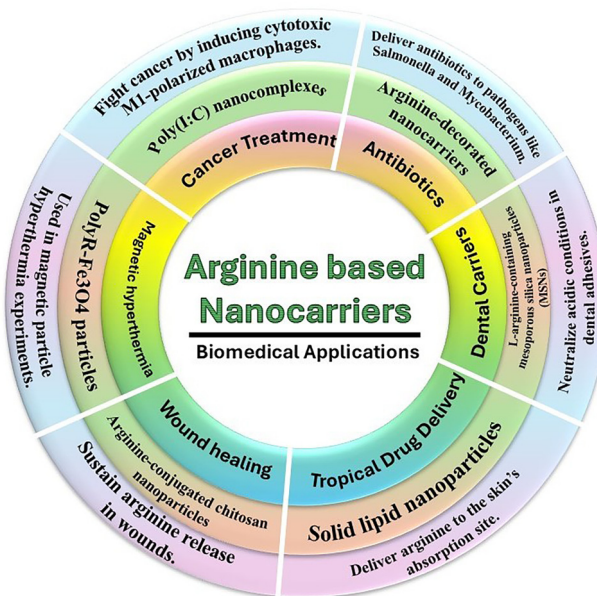 Arginine based
Nanocarriers
Biomedical Applications
Cancer Treatment
Poly(I:C) nanocomplexes
Fight cancer by inducing cytotoxic
M1-polarized macrophages.
Antibiotics
Arginine-decorated
nanocarriers
Deliver antibiotics to pathogens like
Salmonella and Mycobacterium.
Dental Carriers
L-arginine-containing
mesoporous silica nanoparticles
(MSNs)
Neutralize acidic conditions in
dental adhesives.
Tropical Drug Delivery
Solid lipid nanoparticles
Deliver arginine to the skin's
absorption site.
Wound healing
Arginine-conjugated chitosan
nanoparticles
Sustain arginine release
in wounds.
Magnetic hyperthermia
PolyR-Fe3O4 particles
Used in magnetic particle
hyperthermia experiments.